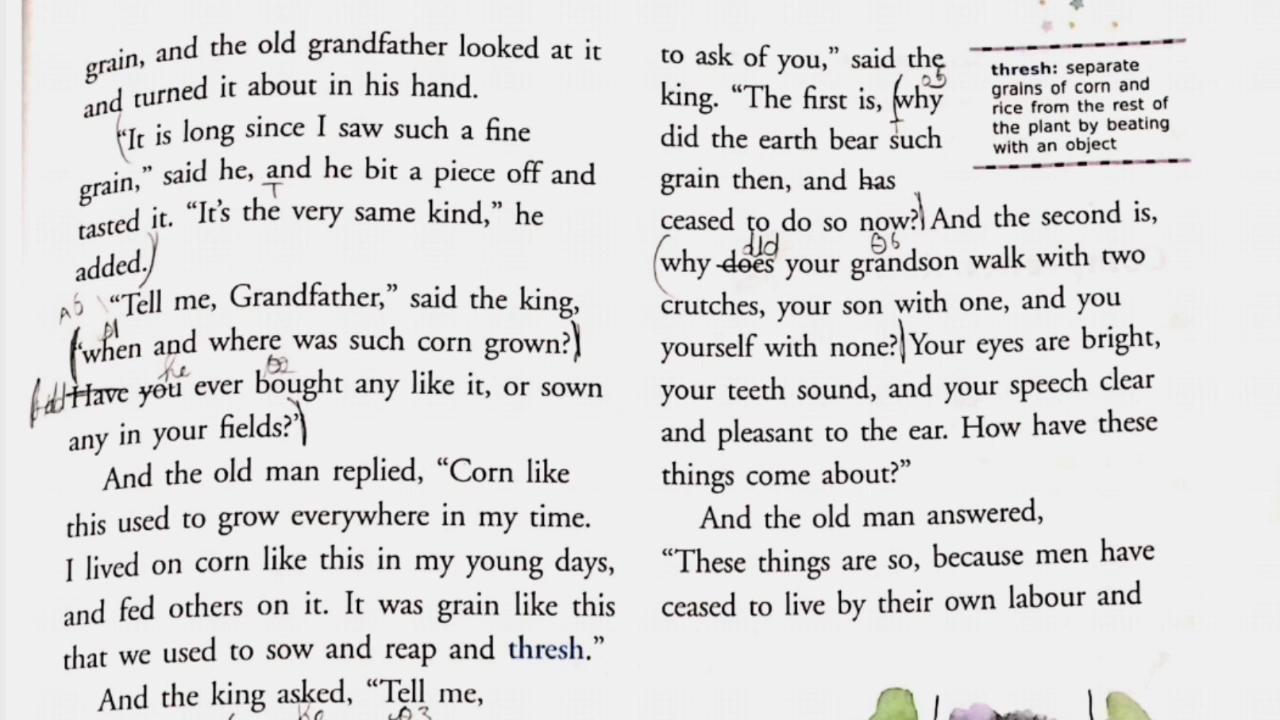 grain, and the old grandfather looked at it
and turned it about in his hand.
“It is long since I saw such a fine
grain,” said he, and he bit a piece off and
T
tasted it. “It’s the very same kind,” he
added.
“Tell me, Grandfather,” said the king,
“when and where was such corn grown?
he
Have you ever bought any like it, or sown
any in your fields?”
And the old man replied, “Corn like
this used to grow everywhere in my time.
I lived on corn like this in my young days,
and fed others on it. It was grain like this
that we used to sow and reap and thresh.”
And the king asked, “Tell me,
to ask of you,” said the
king. “The first is, why
did the earth bear such
grain then, and has
ceased to do so now? And the second is,
did
why does your grandson walk with two
crutches, your son with one, and you
yourself with none? Your eyes are bright,
your teeth sound, and your speech clear
and pleasant to the ear. How have these
things come about?”
And the old man answered,
“These things are so, because men have
ceased to live by their own labour and
thresh: separate
grains of corn and
rice from the rest of
the plant by beating
with an object